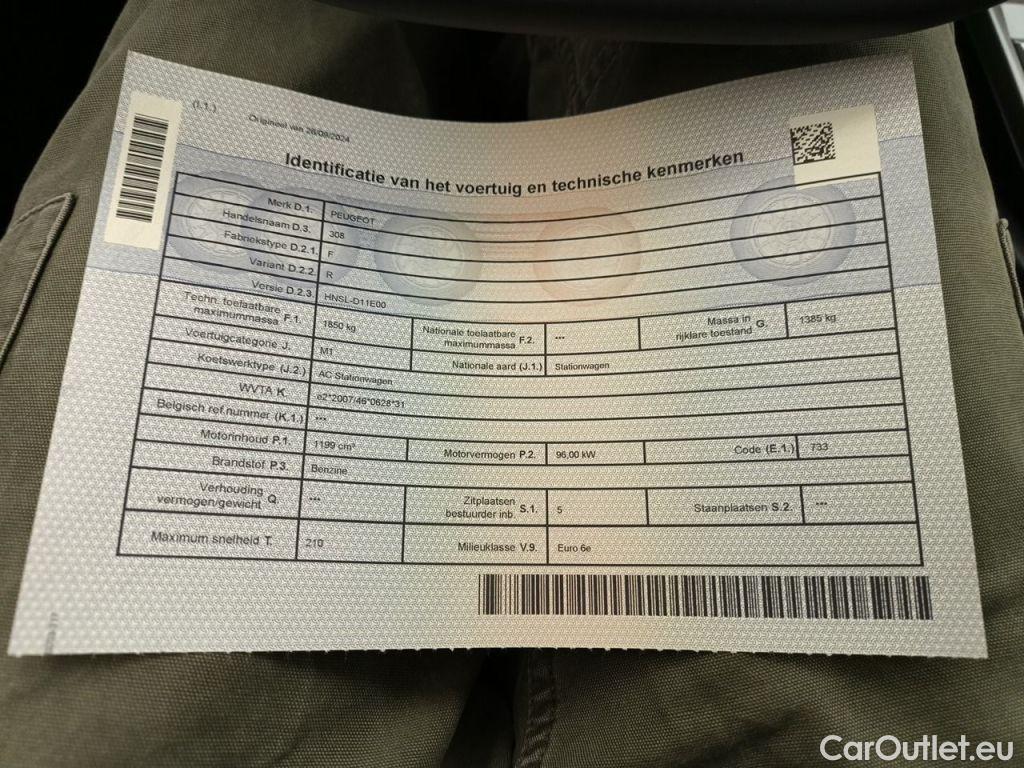 (I.1.)
Origineel van 26/09/2024
Identificatie van het voertuig en technische kenmerken
Merk D.1. PEUGEOT
Handelsnaam D.3. 308
Fabriekstype D.2.1. F
Variant D.2.2. R
Versie D.2.3. HNSL-D11E00
Techn. toelaatbare maximummassa F.1. 1850 kg Nationale toelaatbare maximummassa F.2. --- Massa in rijklare toestand G. 1385 kg
Voertuigcategorie J. M1 Nationale aard (J.1.) Stationwagen
Koetswerktype (J.2.) AC Stationwagen
WVTA K. e2*2007/46*0628*31
Belgisch ref.nummer (K.1.) ---
Motorinhoud P.1. 1199 cm³ Motorvermogen P.2. 96,00 kW Code (E.1.) 733
Brandstof P.3. Benzine
Verhouding vermogen/gewicht Q. --- Zitplaatsen bestuurder inb. S.1. 5 Staanplaatsen S.2. ---
Maximum snelheid T. 210 Milieuklasse V.9. Euro 6e
CarOutlet.eu